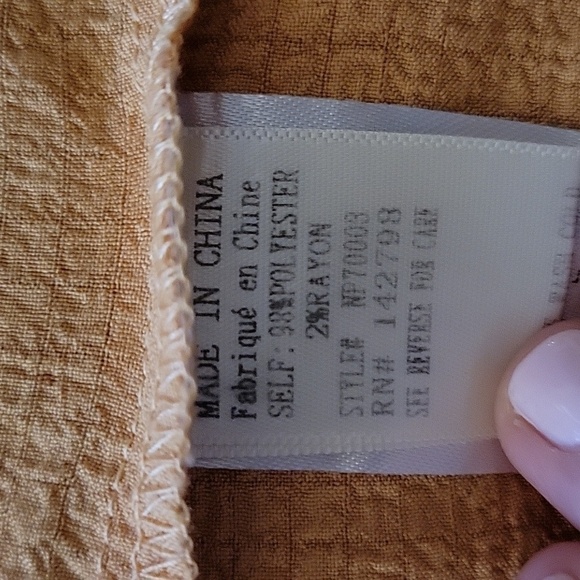 MADE IN CHINA
Fabriqué en Chine
SELF: 98%POLYESTER
2%RAYON
STYLE# NP70003
RN# 142798
SEE REVERSE FOR CARE